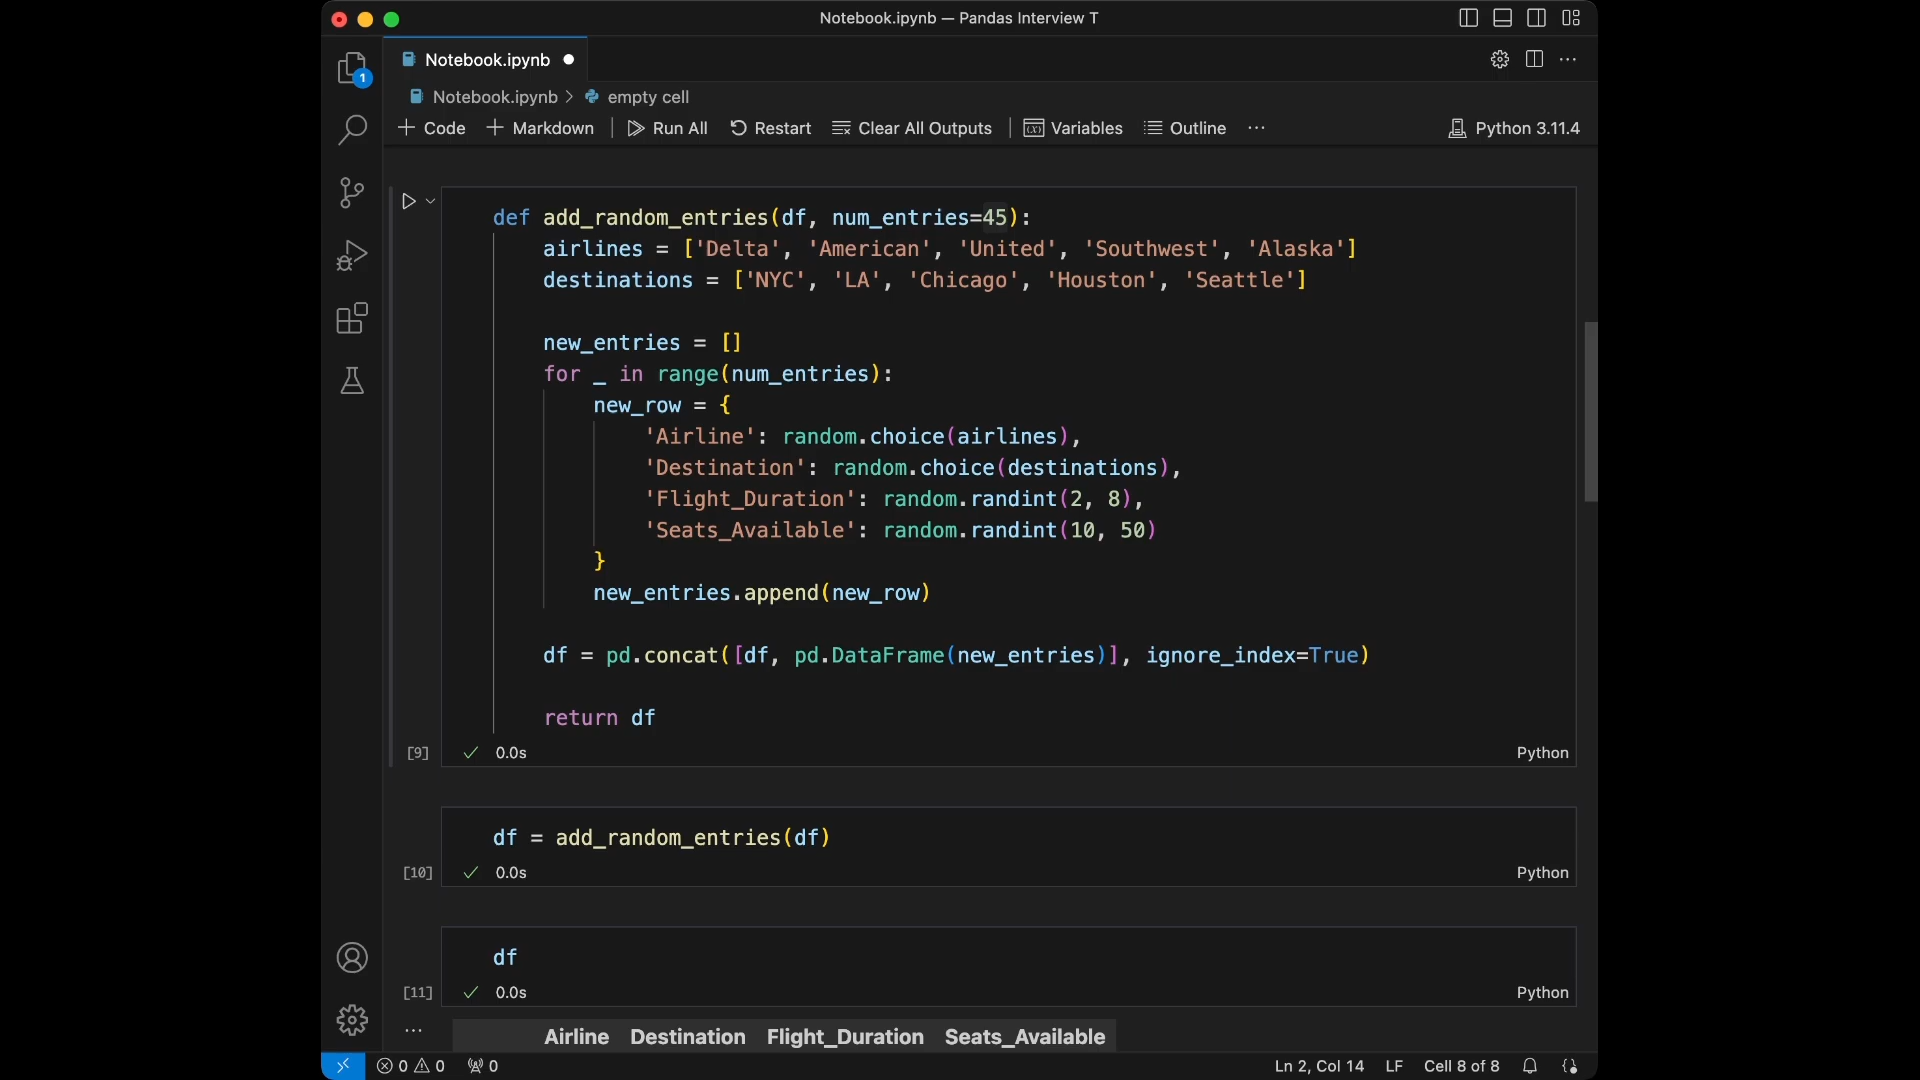 Notebook.ipynb — Pandas Interview T
Notebook.ipynb
1
Notebook.ipynb > empty cell
Code Markdown Run All Restart Clear All Outputs Variables Outline ... Python 3.11.4
def add_random_entries(df, num_entries=45):
    airlines = ['Delta', 'American', 'United', 'Southwest', 'Alaska']
    destinations = ['NYC', 'LA', 'Chicago', 'Houston', 'Seattle']
    new_entries = []
    for _ in range(num_entries):
        new_row = {
            'Airline': random.choice(airlines),
            'Destination': random.choice(destinations),
            'Flight_Duration': random.randint(2, 8),
            'Seats_Available': random.randint(10, 50)
        }
        new_entries.append(new_row)
    df = pd.concat([df, pd.DataFrame(new_entries)], ignore_index=True)
    return df
[9] ✓ 0.0s Python
df = add_random_entries(df)
[10] ✓ 0.0s Python
df
[11] ✓ 0.0s Python
... Airline Destination Flight_Duration Seats_Available
0 0 0 Ln 2, Col 14 LF Cell 8 of 8